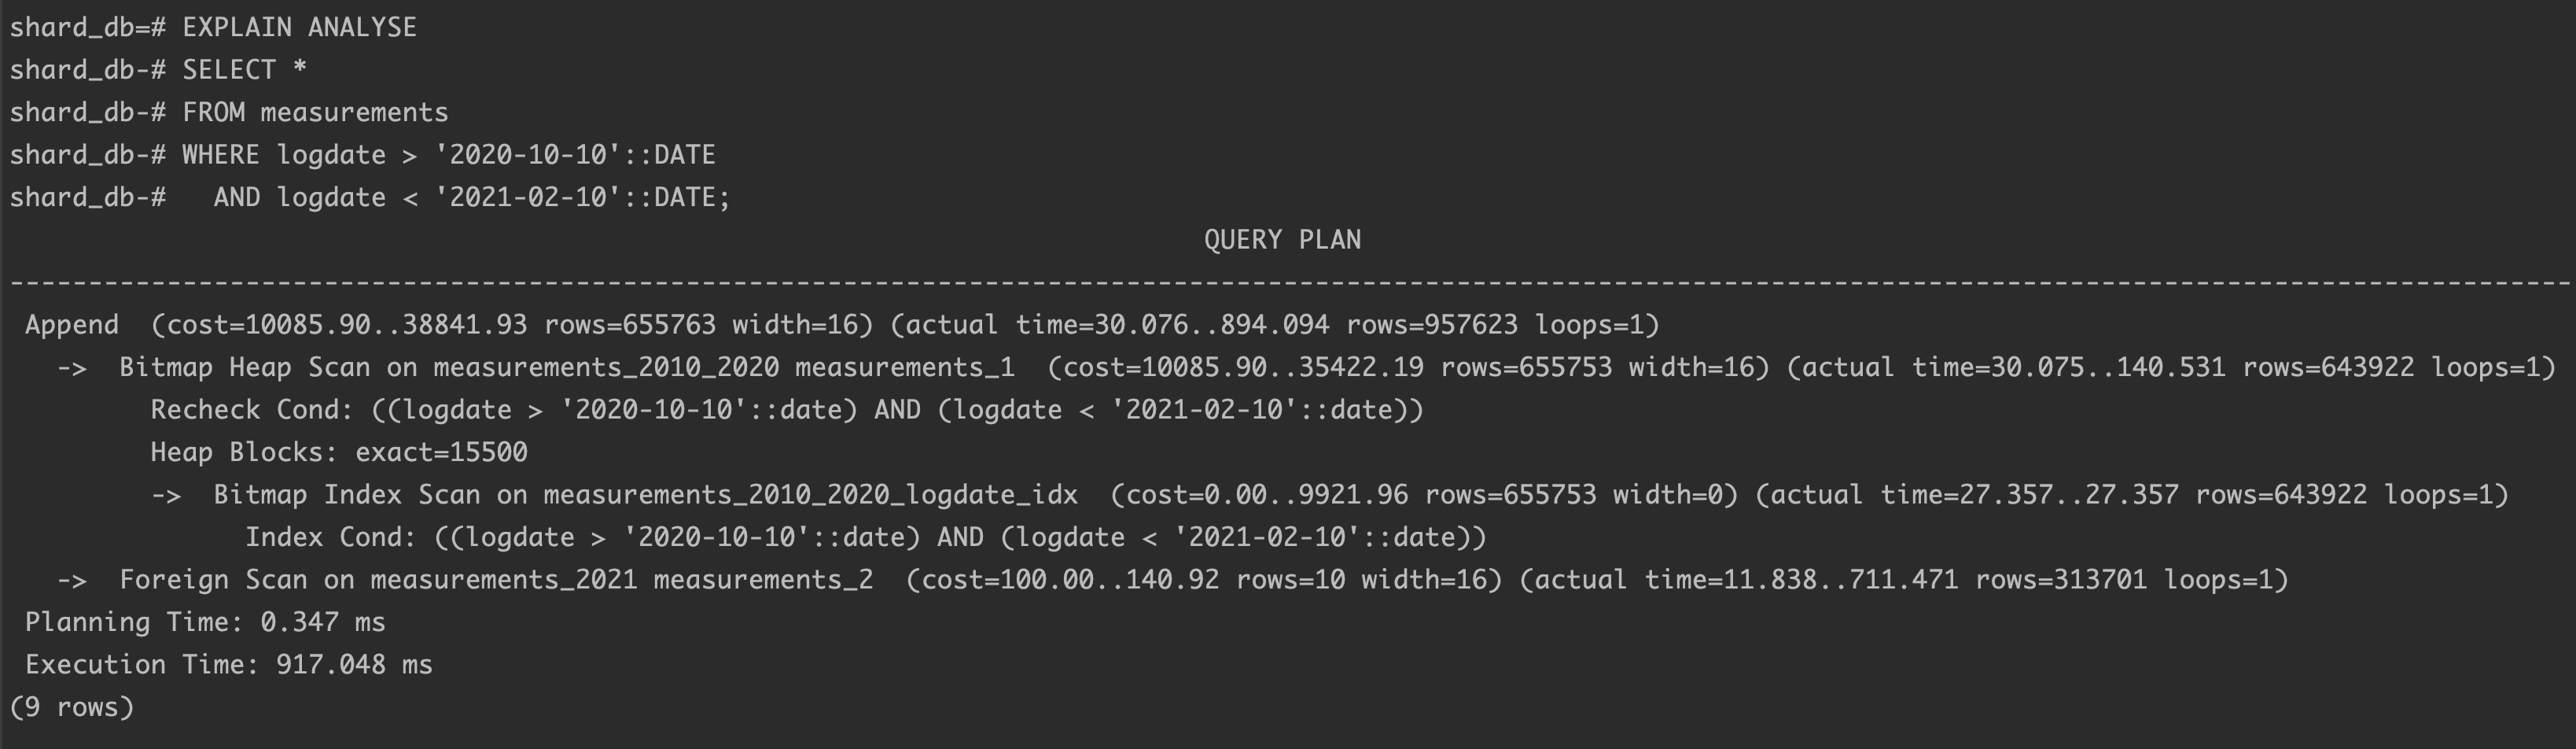 shard_db=# EXPLAIN ANALYSE
shard_db-# SELECT *
shard_db-# FROM measurements
shard_db-# WHERE logdate > '2020-10-10'::DATE
shard_db-#   AND logdate < '2021-02-10'::DATE;
QUERY PLAN
-------------------------------------------------------------------------------------------------------------------------------------------------------------------
Append  (cost=10085.90..38841.93 rows=655763 width=16) (actual time=30.076..894.094 rows=957623 loops=1)
  ->  Bitmap Heap Scan on measurements_2010_2020 measurements_1  (cost=10085.90..35422.19 rows=655753 width=16) (actual time=30.075..140.531 rows=643922 loops=1)
        Recheck Cond: ((logdate > '2020-10-10'::date) AND (logdate < '2021-02-10'::date))
        Heap Blocks: exact=15500
        ->  Bitmap Index Scan on measurements_2010_2020_logdate_idx  (cost=0.00..9921.96 rows=655753 width=0) (actual time=27.357..27.357 rows=643922 loops=1)
              Index Cond: ((logdate > '2020-10-10'::date) AND (logdate < '2021-02-10'::date))
  ->  Foreign Scan on measurements_2021 measurements_2  (cost=100.00..140.92 rows=10 width=16) (actual time=11.838..711.471 rows=313701 loops=1)
Planning Time: 0.347 ms
Execution Time: 917.048 ms
(9 rows)